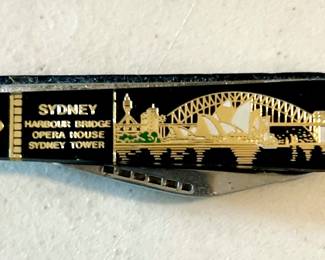 SYDNEY
HARBOUR BRIDGE
OPERA HOUSE
SYDNEY TOWER